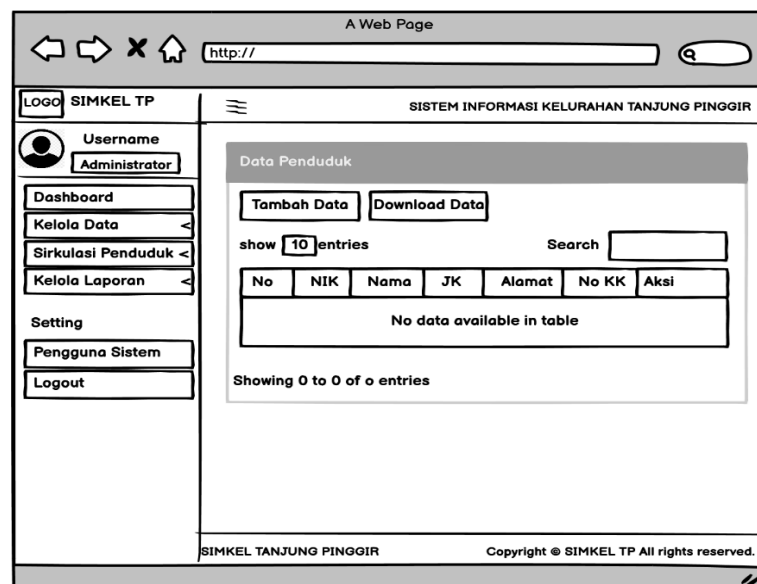 A Web Page
http://
LOGO SIMKEL TP
SISTEM INFORMASI KELURAHAN TANJUNG PINGGIR
Username
Administrator
Dashboard
Kelola Data <
Sirkulasi Penduduk <
Kelola Laporan <
Setting
Pengguna Sistem
Logout
Data Penduduk
Tambah Data Download Data
show 10 entries Search
No NIK Nama JK Alamat No KK Aksi
No data available in table
Showing 0 to 0 of o entries
SIMKEL TANJUNG PINGGIR Copyright © SIMKEL TP All rights reserved.